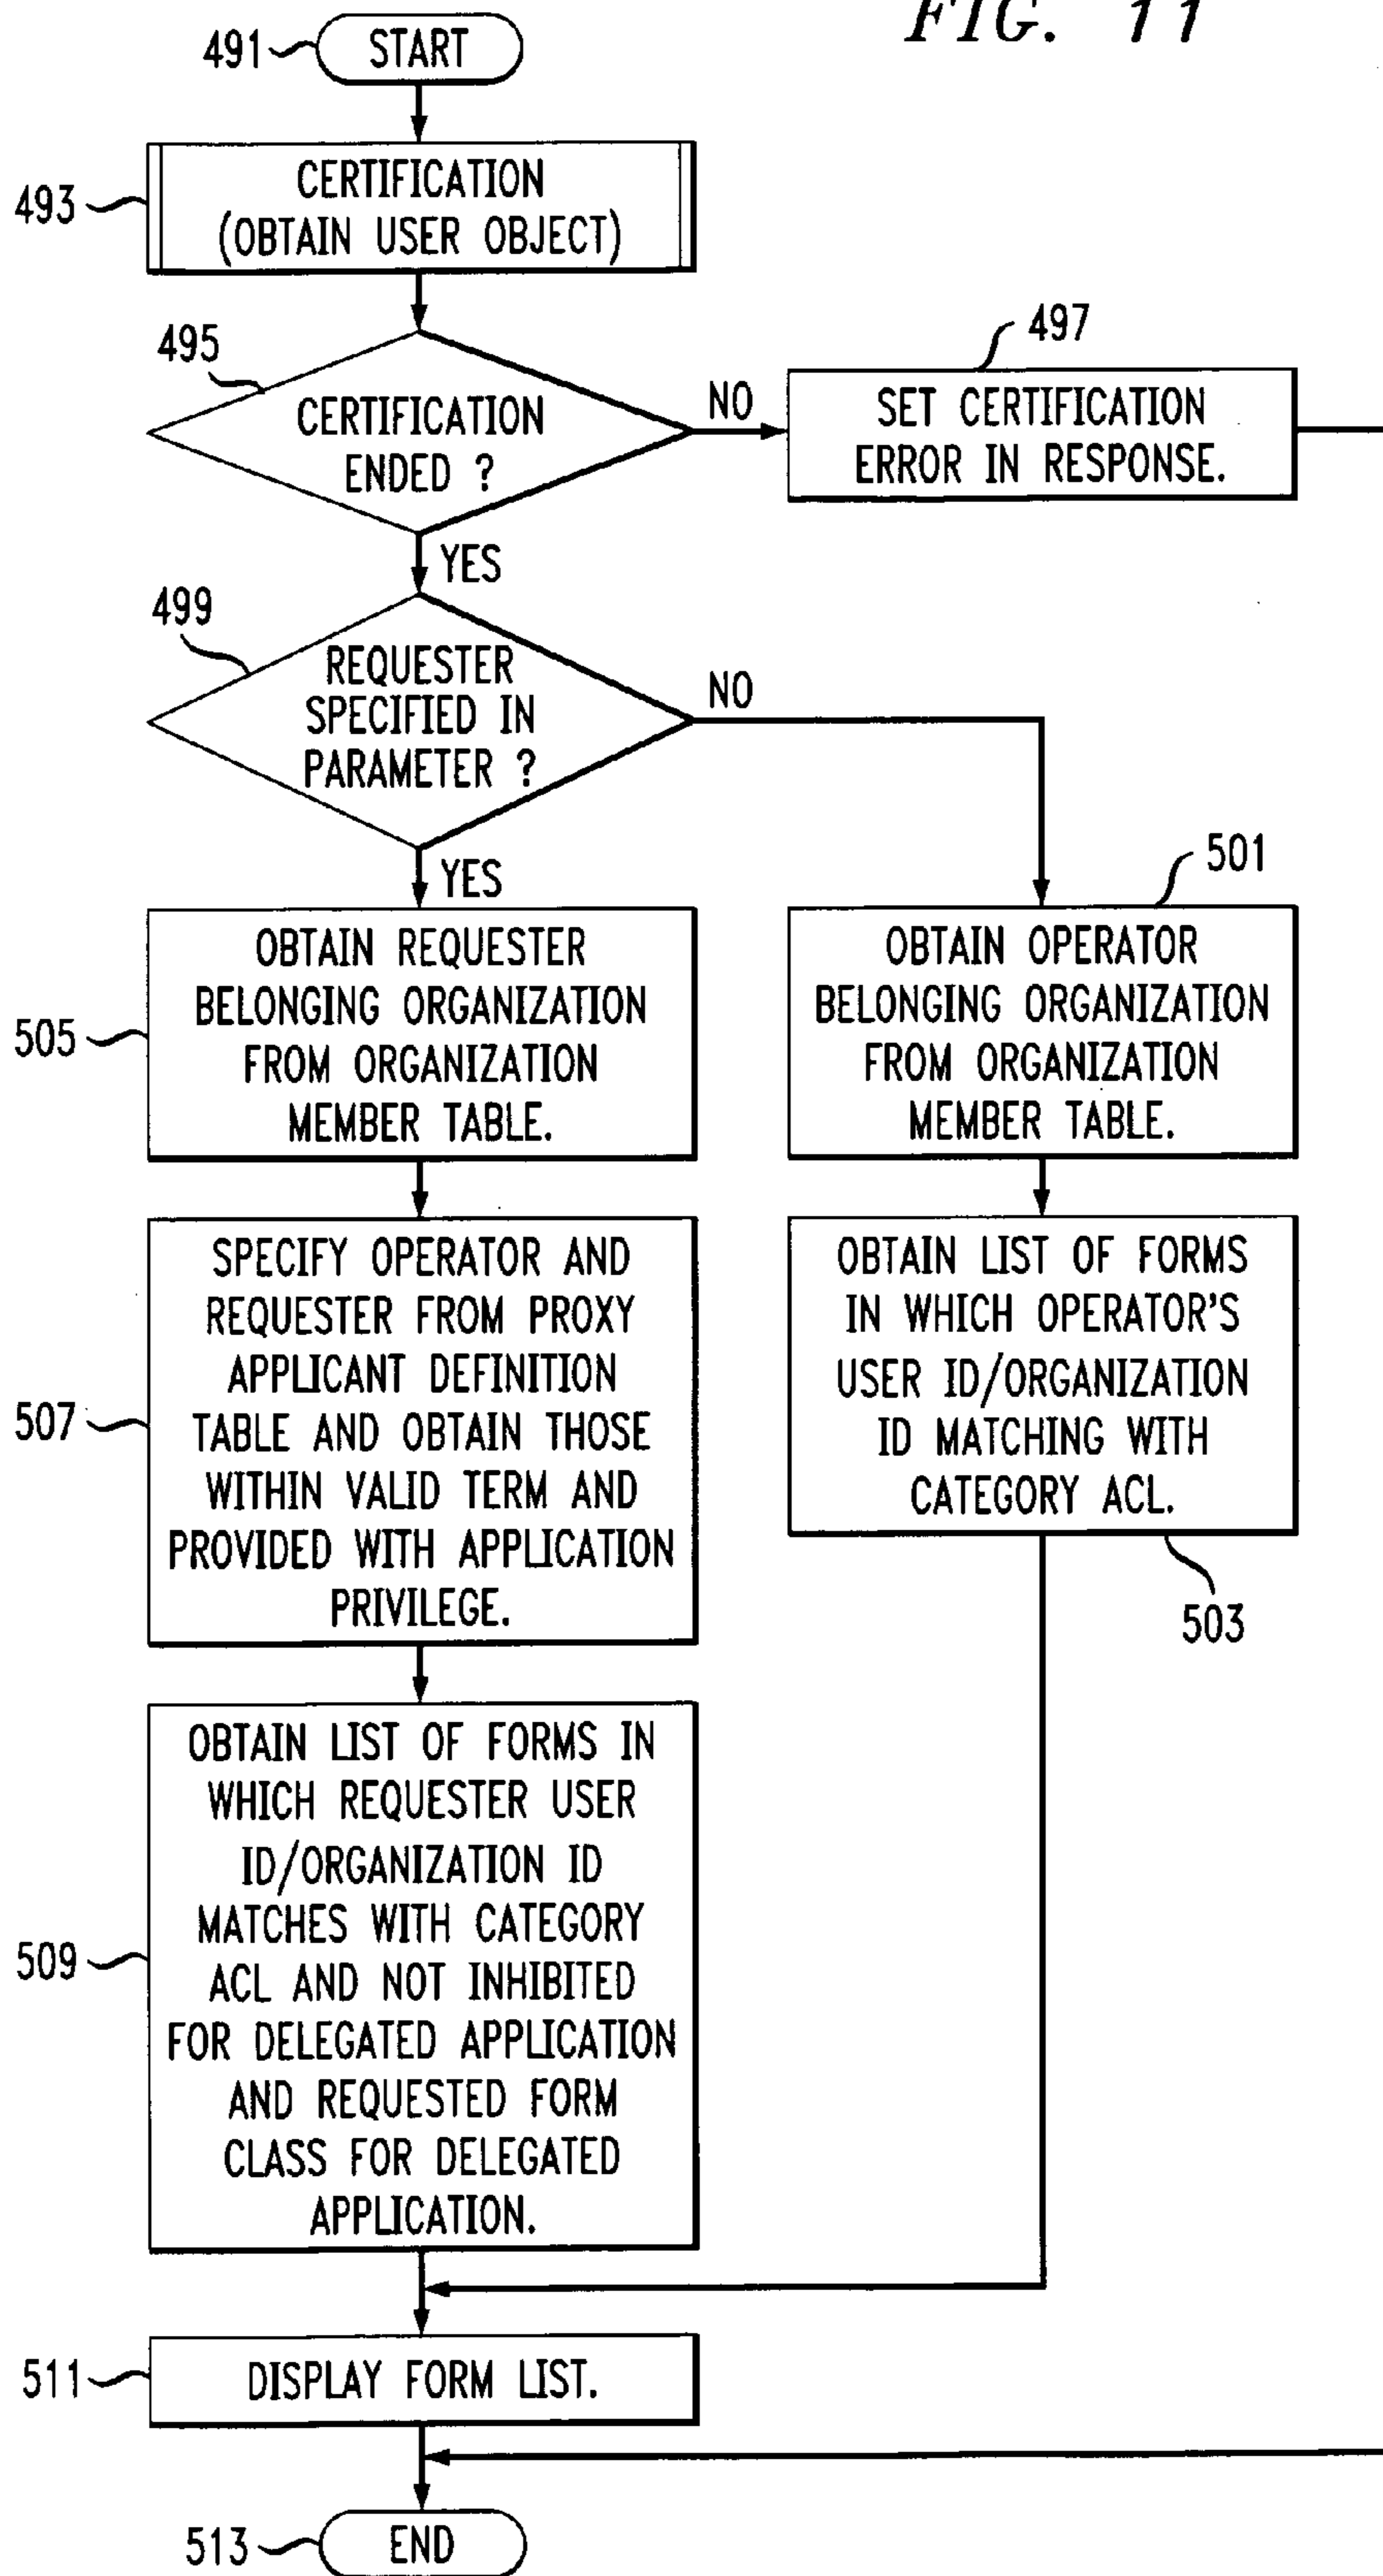 FIG. 11
491
START
493
CERTIFICATION
(OBTAIN USER OBJECT)
495
CERTIFICATION
ENDED ?
NO
497
SET CERTIFICATION
ERROR IN RESPONSE.
YES
499
REQUESTER
SPECIFIED IN
PARAMETER ?
NO
YES
505
OBTAIN REQUESTER
BELONGING ORGANIZATION
FROM ORGANIZATION
MEMBER TABLE.
501
OBTAIN OPERATOR
BELONGING ORGANIZATION
FROM ORGANIZATION
MEMBER TABLE.
507
SPECIFY OPERATOR AND
REQUESTER FROM PROXY
APPLICANT DEFINITION
TABLE AND OBTAIN THOSE
WITHIN VALID TERM AND
PROVIDED WITH APPLICATION
PRIVILEGE.
OBTAIN LIST OF FORMS
IN WHICH OPERATOR'S
USER ID/ORGANIZATION
ID MATCHING WITH
CATEGORY ACL.
503
509
OBTAIN LIST OF FORMS IN
WHICH REQUESTER USER
ID/ORGANIZATION ID
MATCHES WITH CATEGORY
ACL AND NOT INHIBITED
FOR DELEGATED APPLICATION
AND REQUESTED FORM
CLASS FOR DELEGATED
APPLICATION.
511
DISPLAY FORM LIST.
513
END